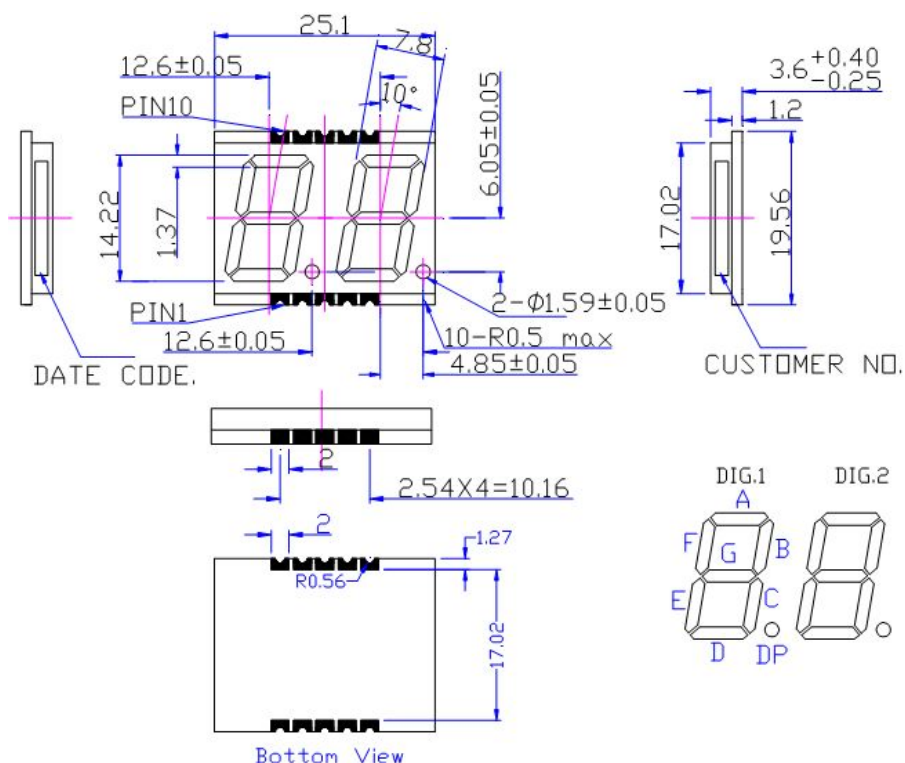 25.1
7.8
12.6±0.05
10°
PIN10
3.6 +0.40 -0.25
1.2
6.05±0.05
14.22
1.37
17.02
19.56
2-Φ1.59±0.05
PIN1
12.6±0.05
10-R0.5 max
4.85±0.05
DATE CODE.
CUSTOMER NO.
2
2.54X4=10.16
2
1.27
R0.56
17.02
Bottom View
DIG.1 DIG.2
A
F G B
E C
D DP